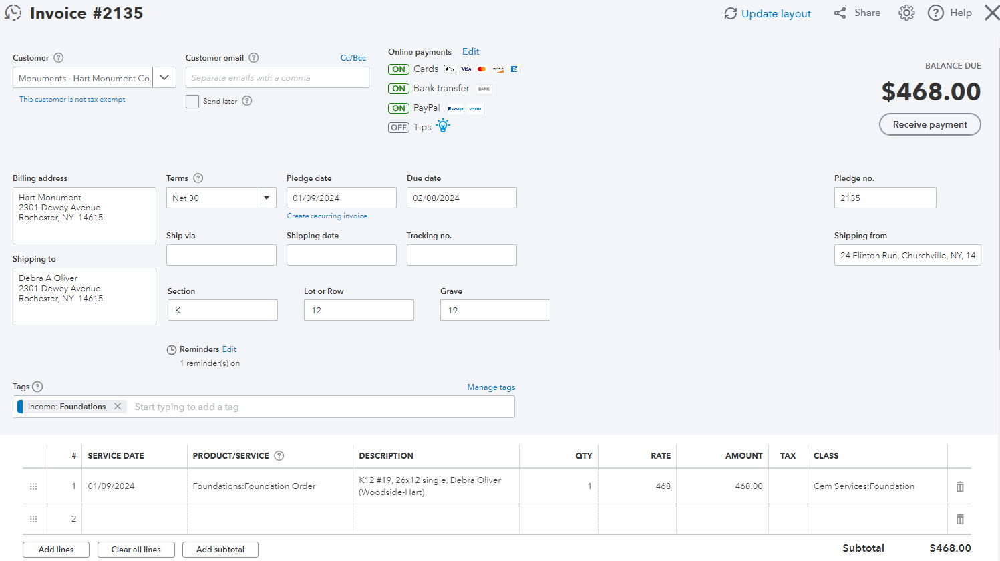 Invoice #2135
Update layout
Share
Help
Customer
Customer email
Cc/Bcc
Monuments - Hart Monument Co.
Separate emails with a comma
This customer is not tax exempt
Send later
Online payments Edit
ON Cards VISA
ON Bank transfer BANK
ON PayPal PayPal venmo
OFF Tips
BALANCE DUE
$468.00
Receive payment
Billing address
Hart Monument
2301 Dewey Avenue
Rochester, NY 14615
Terms
Net 30
Pledge date
01/09/2024
Create recurring invoice
Due date
02/08/2024
Pledge no.
2135
Ship via
Shipping date
Tracking no.
Shipping from
24 Flinton Run, Churchville, NY, 14
Shipping to
Debra A Oliver
2301 Dewey Avenue
Rochester, NY 14615
Section
K
Lot or Row
12
Grave
19
Reminders Edit
1 reminder(s) on
Tags
Manage tags
Income: Foundations
Start typing to add a tag
# SERVICE DATE PRODUCT/SERVICE DESCRIPTION QTY RATE AMOUNT TAX CLASS
1 01/09/2024 Foundations:Foundation Order K12 #19, 26x12 single, Debra Oliver
(Woodside-Hart) 1 468 468.00 Cem Services:Foundation
2
Add lines Clear all lines Add subtotal
Subtotal $468.00